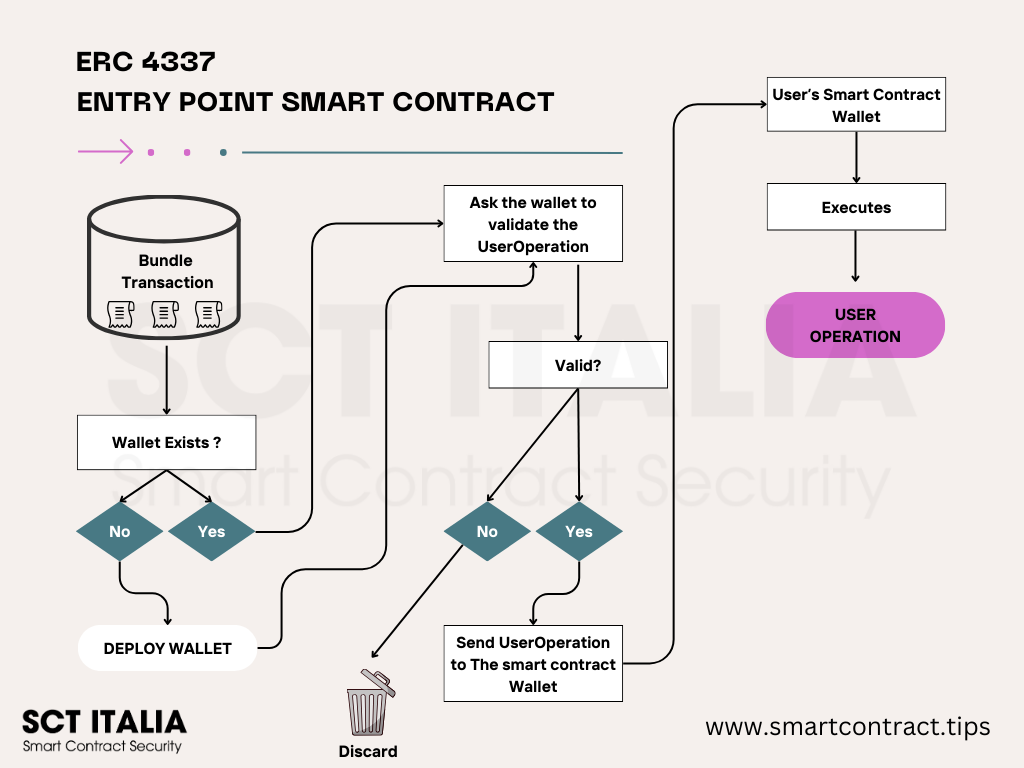 ERC 4337
ENTRY POINT SMART CONTRACT
Bundle
Transaction
Wallet Exists ?
No
Yes
DEPLOY WALLET
Ask the wallet to
validate the
UserOperation
Valid?
No
Yes
Discard
Send UserOperation
to The smart contract
Wallet
User's Smart Contract
Wallet
Executes
USER
OPERATION
SCT ITALIA
Smart Contract Security
SCT ITALIA
Smart Contract Security
www.smartcontract.tips